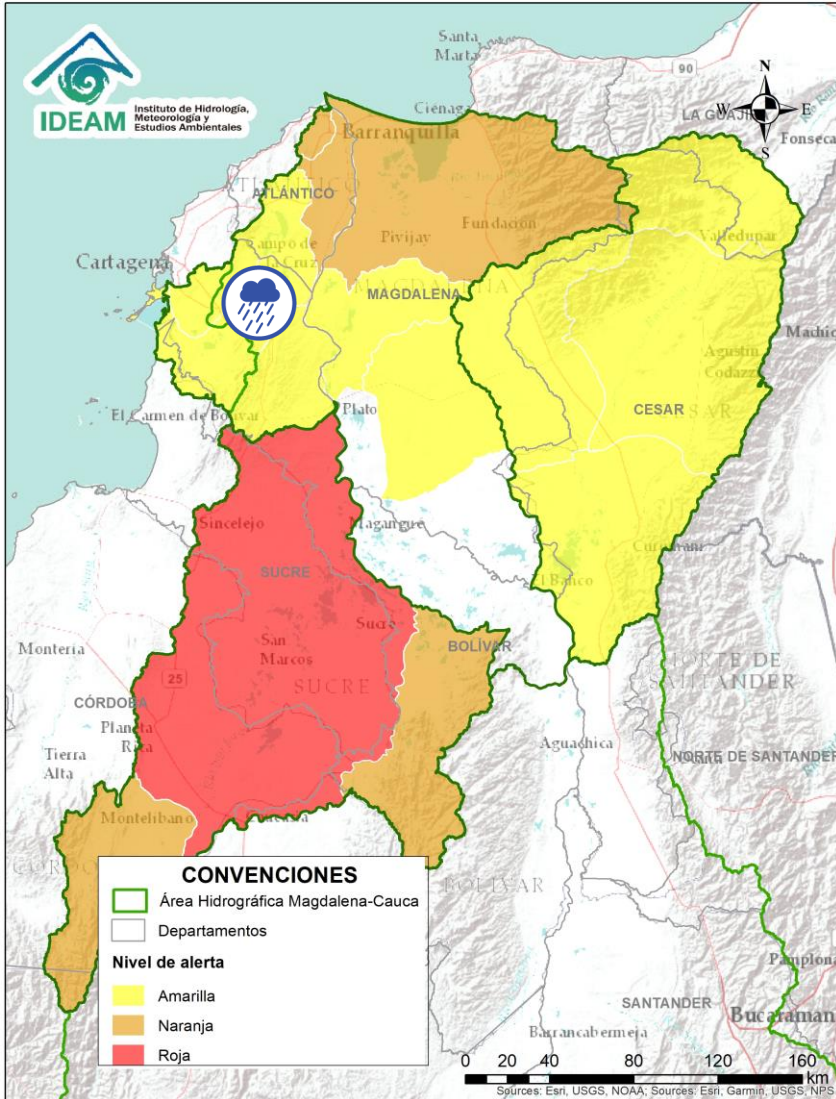 IDEAM
Instituto de Hidrología,
Meteorología y
Estudios Ambientales
Santa
Marta
90
N
E
S
Ciénaga
LA GUAJIRA
Fonseca
Barranquilla
ATLÁNTICO
Valledupar
Campo de
la Cruz
Pivijay
Fundación
Cartagena
MAGDALENA
Agustín
Codazzi
El Carmen de Bolívar
Plato
CESAR
Sincelejo
Magangué
SUCRE
El Banco
San
Marcos
Sucre
BOLÍVAR
SUCRE
Montería
25
NORTE DE
SANTANDER
CÓRDOBA
Planeta
Rica
Tierra
Alta
Aguachica
NORTE DE SANTANDER
Montelíbano
BOLÍVAR
CONVENCIONES
Área Hidrográfica Magdalena-Cauca
Departamentos
Nivel de alerta
Amarilla
Naranja
Roja
Pamplona
SANTANDER
Bucaraman
Barrancabermeja
0 20 40 80 120 160
km
Sources: Esri, USGS, NOAA; Sources: Esri, Garmin, USGS, NPS